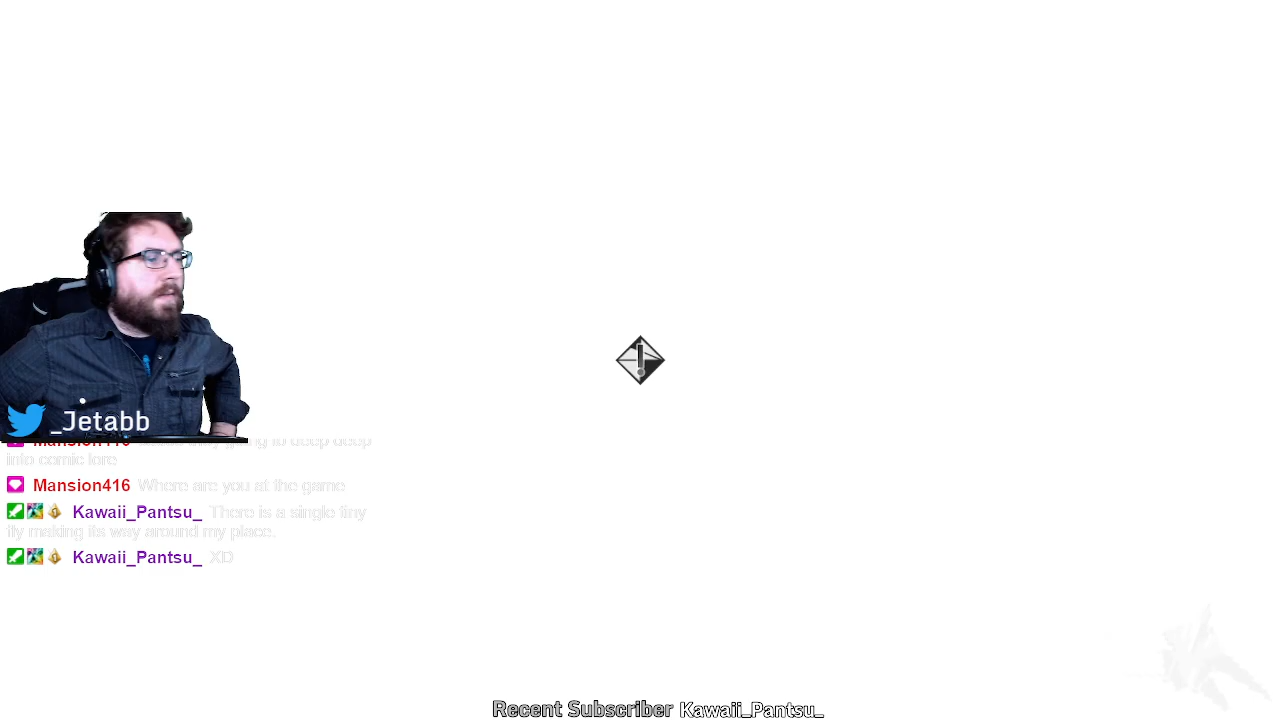 _Jetabb
into comic lore
Mansion416 Where are you at the game
Kawaii_Pantsu_ There is a single tiny
fly making its way around my place.
Kawaii_Pantsu_ XD
Recent Subscriber Kawaii_Pantsu_